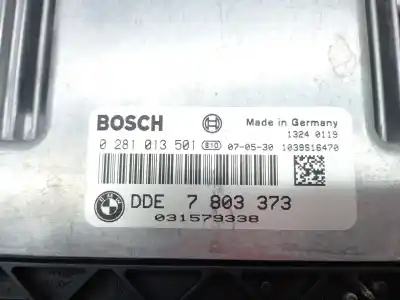 BOSCH Made in Germany
1324 0119
0 281 013 501 E10 07-05-30 1039S16470
DDE 7 803 373
031579338